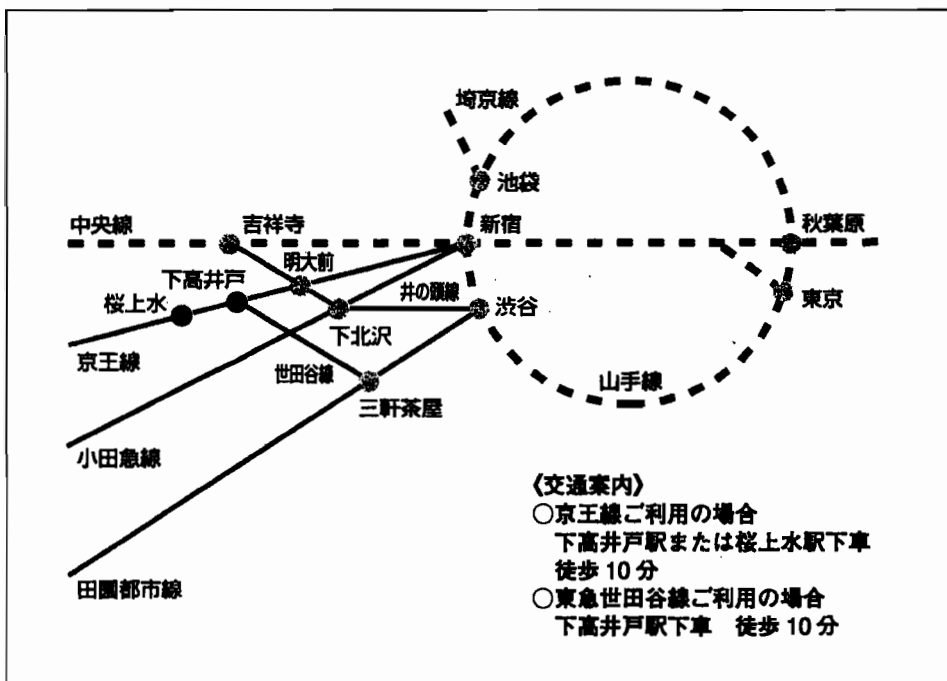 埼京線
池袋
中央線
吉祥寺
新宿
秋葉原
明大前
下高井戸
井の頭線
桜上水
渋谷
東京
下北沢
京王線
世田谷線
山手線
三軒茶屋
小田急線
《交通案内》
○京王線ご利用の場合
下高井戸駅または桜上水駅下車
徒歩10分
田園都市線
○東急世田谷線ご利用の場合
下高井戸駅下車 徒歩10分